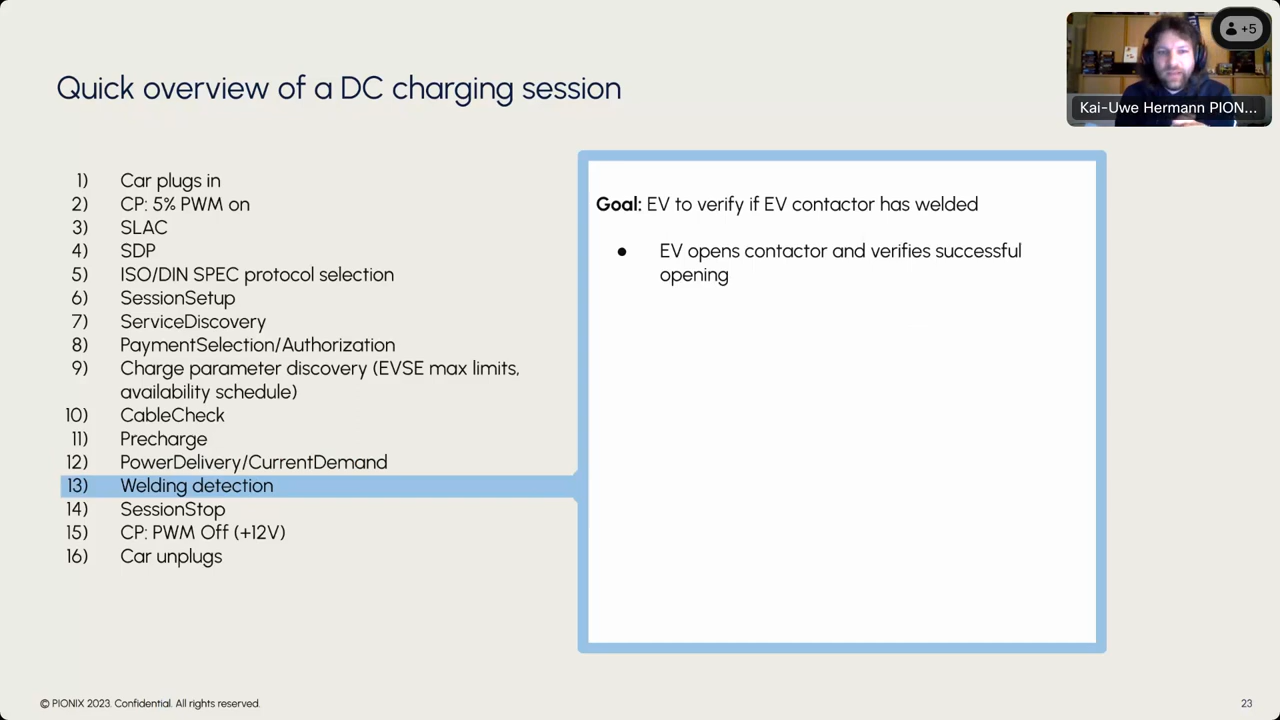 +5
Kai-Uwe Hermann PION...
Quick overview of a DC charging session
1) Car plugs in
2) CP: 5% PWM on
3) SLAC
4) SDP
5) ISO/DIN SPEC protocol selection
6) SessionSetup
7) ServiceDiscovery
8) PaymentSelection/Authorization
9) Charge parameter discovery (EVSE max limits,
availability schedule)
10) CableCheck
11) Precharge
12) PowerDelivery/CurrentDemand
13) Welding detection
14) SessionStop
15) CP: PWM Off (+12V)
16) Car unplugs
Goal: EV to verify if EV contactor has welded
● EV opens contactor and verifies successful
opening
© PIONIX 2023. Confidential. All rights reserved.
23